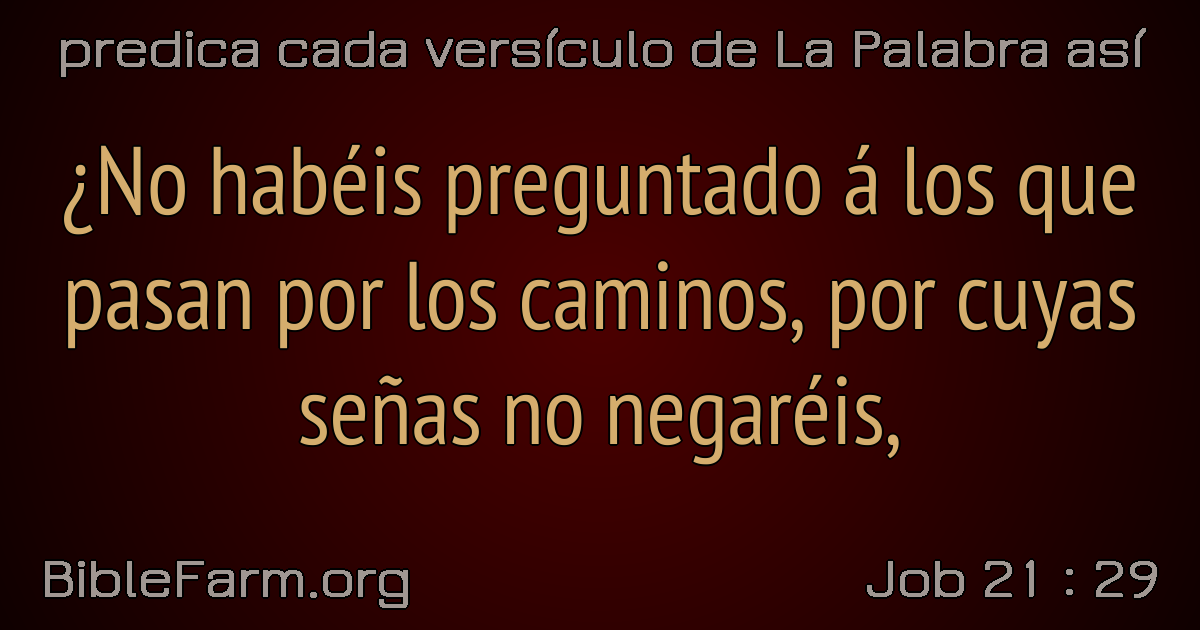 predica cada versículo de La Palabra así
¿No habéis preguntado á los que
pasan por los caminos, por cuyas
señas no negaréis,
BibleFarm.org
Job 21 : 29